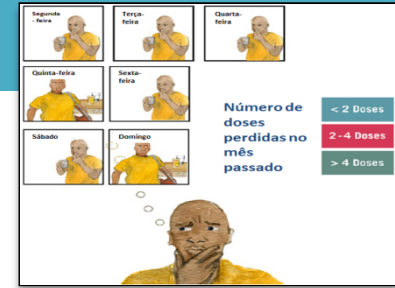 Segunda
- feira
Terça-
feira
Quarta-
feira
Quinta-feira
Sexta-
feira
Sábado
Domingo
Número de
doses
perdidas no
mês
passado
< 2 Doses
2-4 Doses
> 4 Doses